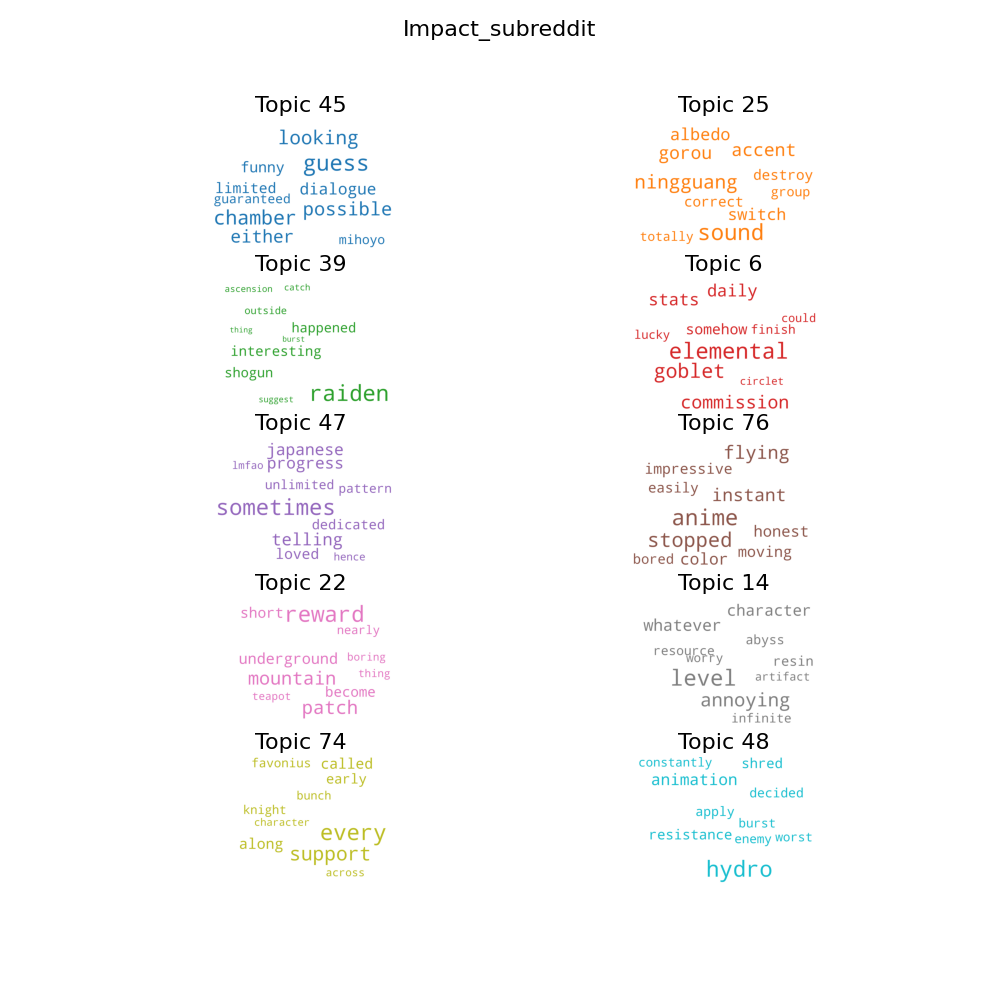 Impact_subreddit
Topic 45
looking
guess
funny
limited
dialogue
guaranteed
possible
chamber
either
mihoyo
Topic 25
albedo
gorou
accent
ningguang
destroy
group
correct
switch
totally
sound
Topic 39
ascension
catch
outside
thing
happened
burst
interesting
shogun
raiden
suggest
Topic 6
stats
daily
could
lucky
somehow
finish
elemental
goblet
circlet
commission
Topic 47
japanese
lmfao
progress
unlimited
pattern
sometimes
dedicated
telling
loved
hence
Topic 76
flying
impressive
easily
instant
anime
stopped
honest
moving
bored
color
Topic 22
short
reward
nearly
underground
boring
mountain
thing
teapot
become
patch
Topic 14
character
whatever
abyss
resource
worry
resin
level
artifact
annoying
infinite
Topic 74
favonius
called
early
bunch
knight
character
every
along
support
across
Topic 48
constantly
shred
animation
decided
apply
burst
resistance
enemy
worst
hydro